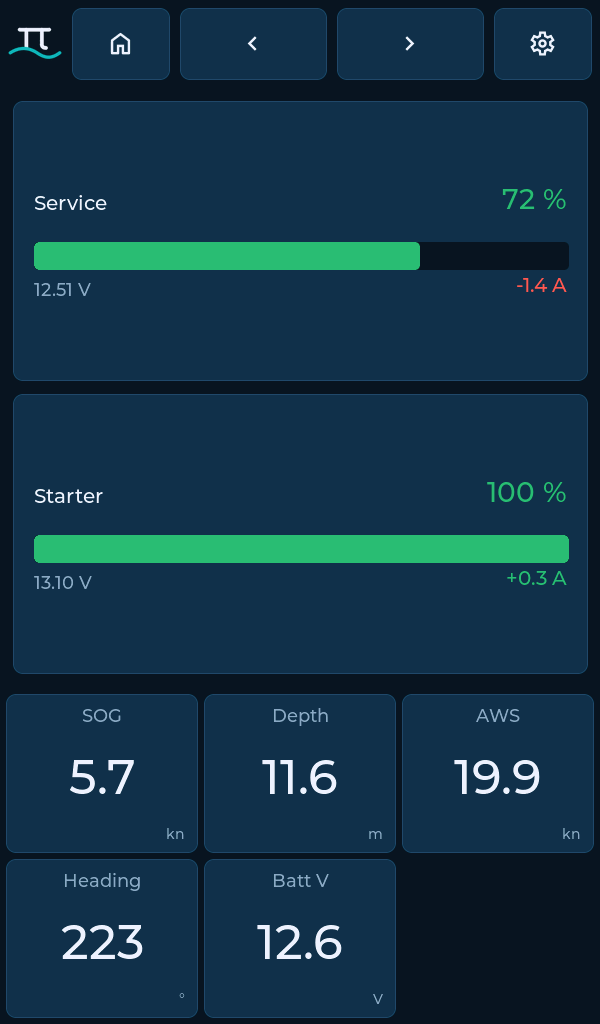 Service
72 %
12.51 V
-1.4 A
Starter
100 %
13.10 V
+0.3 A
SOG
5.7
kn
Depth
11.6
m
AWS
19.9
kn
Heading
223
°
Batt V
12.6
V